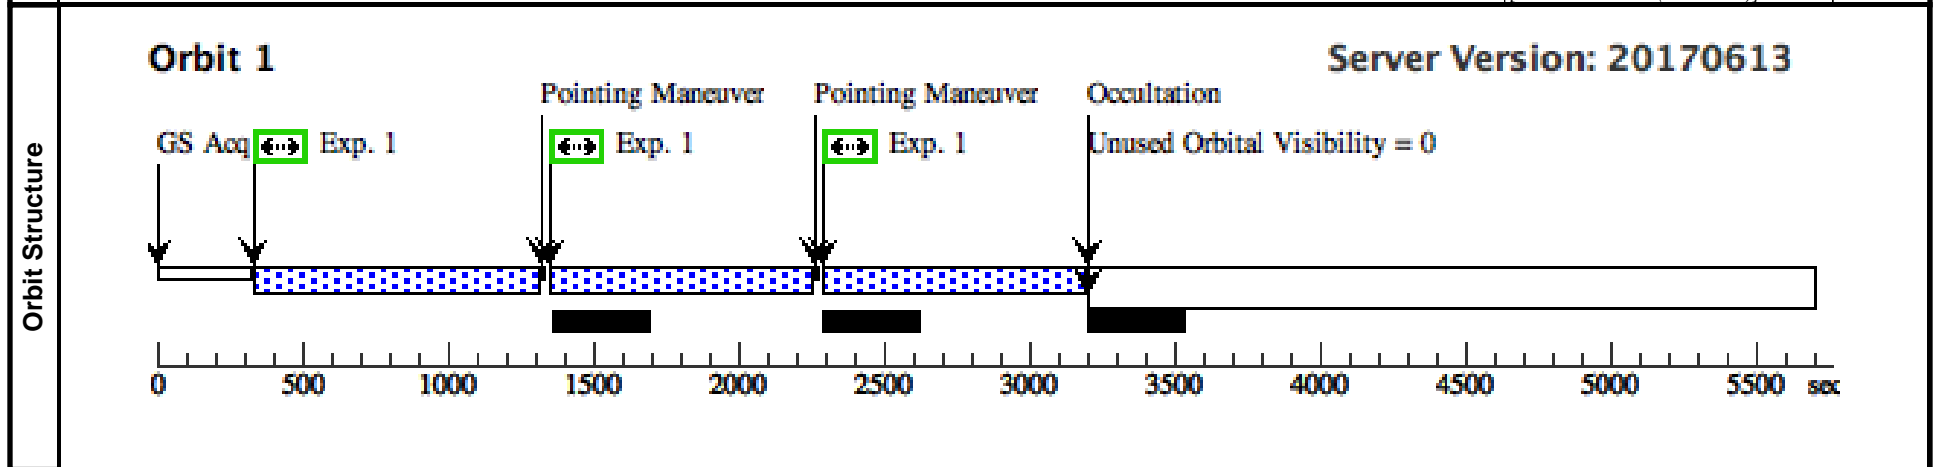 Orbit Structure
Orbit 1 Server Version: 20170613
Pointing Maneuver Pointing Maneuver Occultation
GS Acq Exp. 1 Exp. 1 Exp. 1 Unused Orbital Visibility = 0
0 500 1000 1500 2000 2500 3000 3500 4000 4500 5000 5500 sec